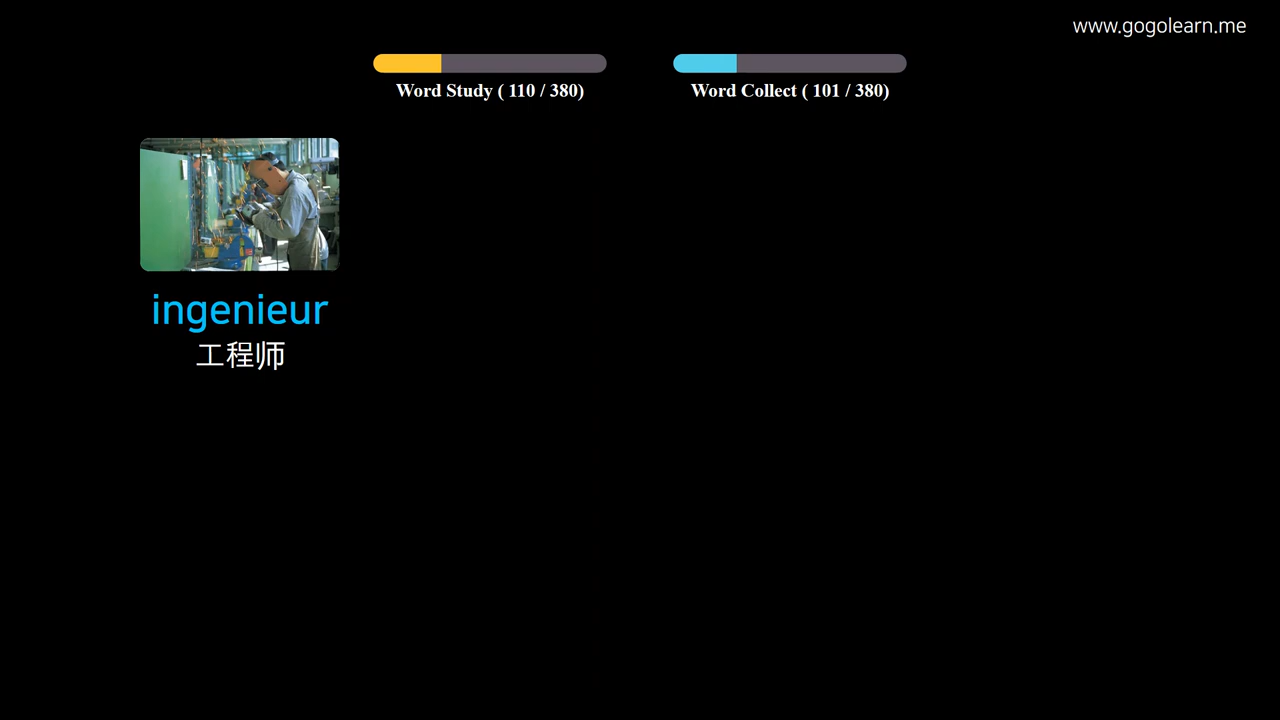 www.gogolearn.me
Word Study ( 110 / 380)
Word Collect ( 101 / 380)
ingenieur
工程师